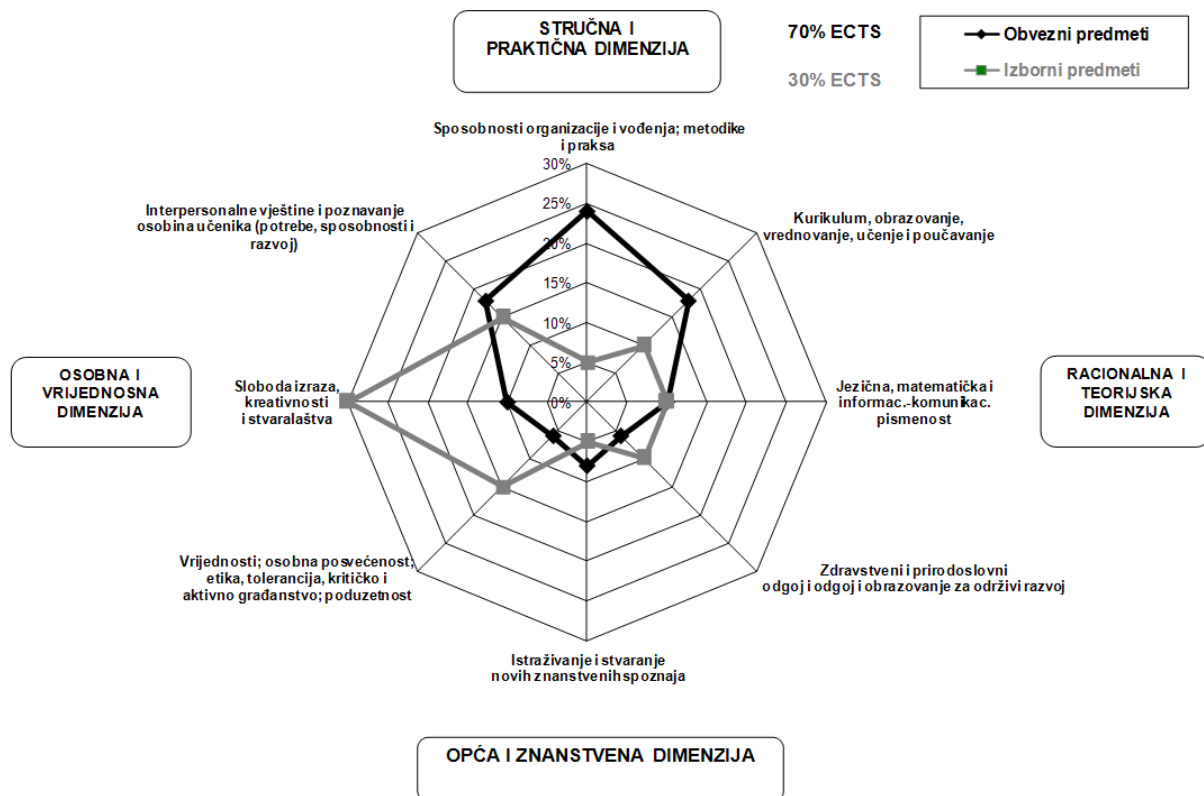 STRUČNA I
PRAKTIČNA DIMENZIJA
70% ECTS
30% ECTS
Obvezni predmeti
Izborni predmeti
Sposobnosti organizacije i vođenja; metodike
i praksa
30%
25%
20%
15%
10%
5%
0%
Interpersonalne vještine i poznavanje
osobina učenika (potrebe, sposobnosti i
razvoj)
Kurikulum, obrazovanje,
vrednovanje, učenje i poučavanje
OSOBNA I
VRIJEDNOSNA
DIMENZIJA
Sloboda izraza,
kreativnosti
i stvaralaštva
Jezična, matematička i
informac.-komunikac.
pismenost
RACIONALNA I
TEORIJSKA
DIMENZIJA
Vrijednosti; osobna posvećenost;
etika, tolerancija, kritičko i
aktivno građanstvo; poduzetnost
Zdravstveni i prirodoslovni
odgoj i odgoj i obrazovanje za održivi razvoj
Istraživanje i stvaranje
novih znanstvenih spoznaja
OPĆA I ZNANSTVENA DIMENZIJA